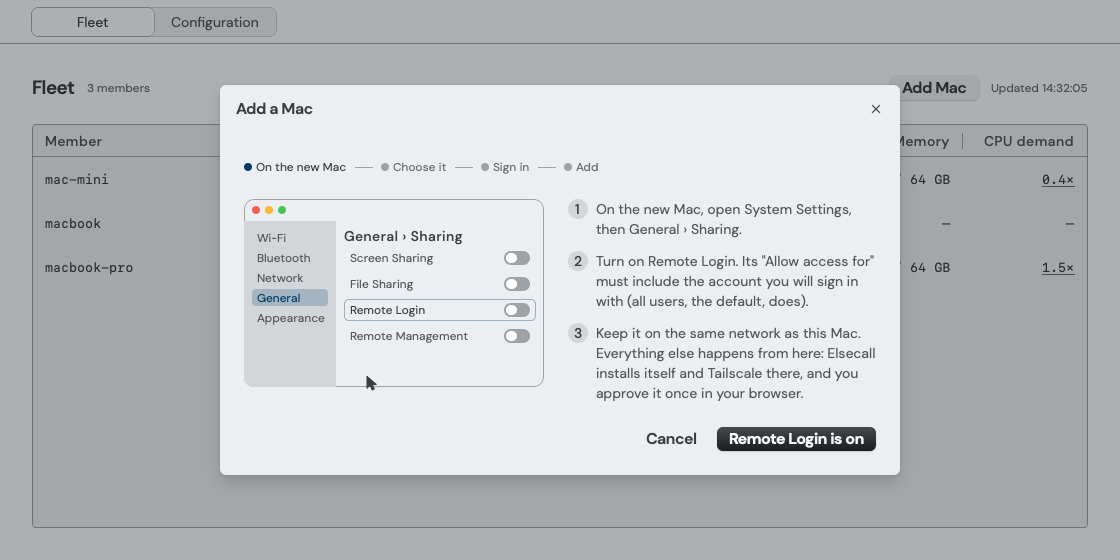 Fleet
Configuration
Fleet
3 members
Add Mac
Updated 14:32:05
Member
Memory
CPU demand
mac-mini
64 GB
0.4×
macbook
—
—
macbook-pro
64 GB
1.5×
Add a Mac
×
On the new Mac
Choose it
Sign in
Add
Wi-Fi
Bluetooth
Network
General
Appearance
General › Sharing
Screen Sharing
File Sharing
Remote Login
Remote Management
1 On the new Mac, open System Settings,
then General › Sharing.
2 Turn on Remote Login. Its "Allow access for"
must include the account you will sign in
with (all users, the default, does).
3 Keep it on the same network as this Mac.
Everything else happens from here: Elsecall
installs itself and Tailscale there, and you
approve it once in your browser.
Cancel
Remote Login is on